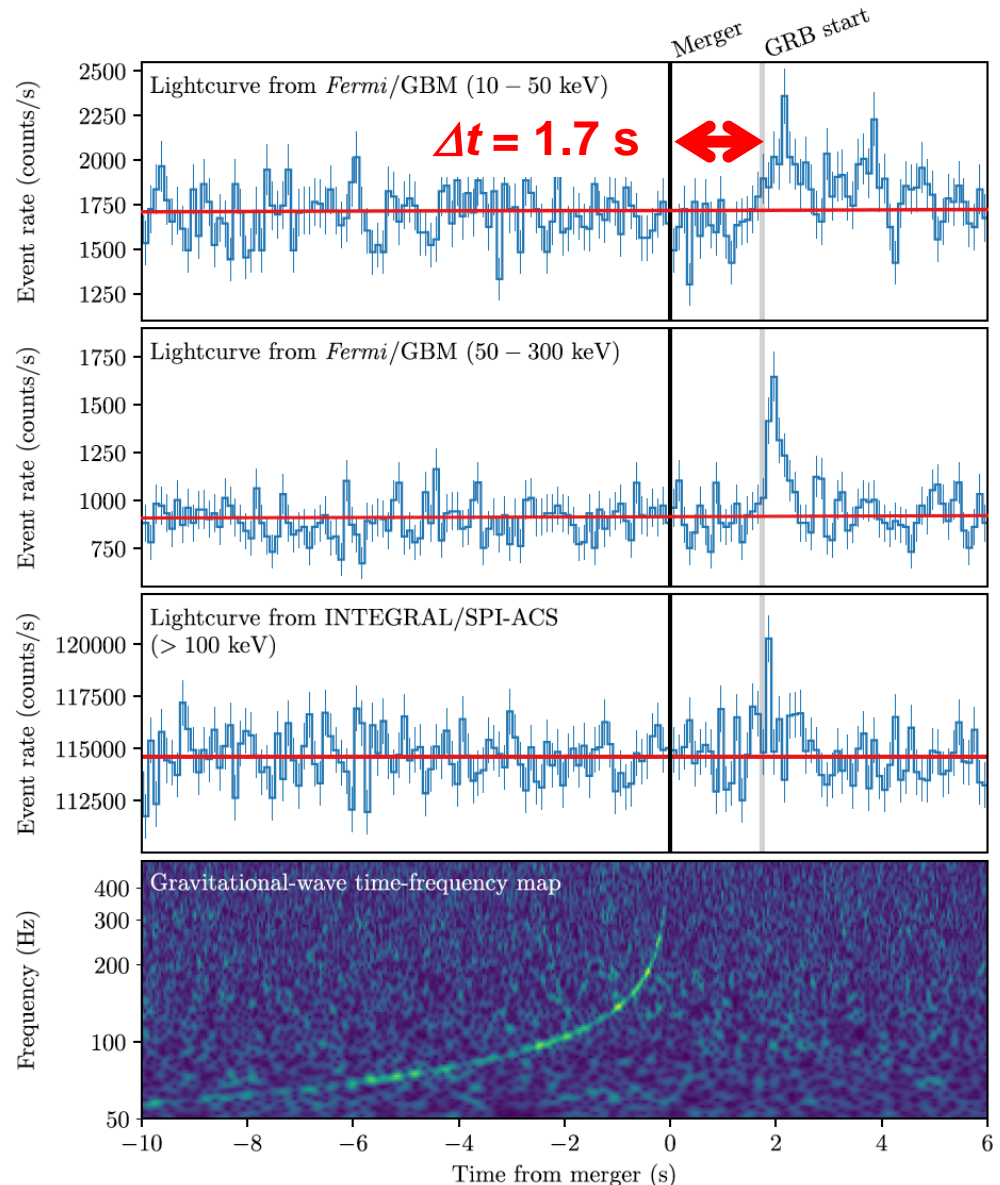 Merger
GRB start
Lightcurve from Fermi/GBM (10 − 50 keV)
Δt = 1.7 s
Event rate (counts/s)
2500
2250
2000
1750
1500
1250
Lightcurve from Fermi/GBM (50 − 300 keV)
Event rate (counts/s)
1750
1500
1250
1000
750
Lightcurve from INTEGRAL/SPI-ACS
(> 100 keV)
Event rate (counts/s)
120000
117500
115000
112500
Gravitational-wave time-frequency map
Frequency (Hz)
400
300
200
100
50
−10
−8
−6
−4
−2
0
2
4
6
Time from merger (s)